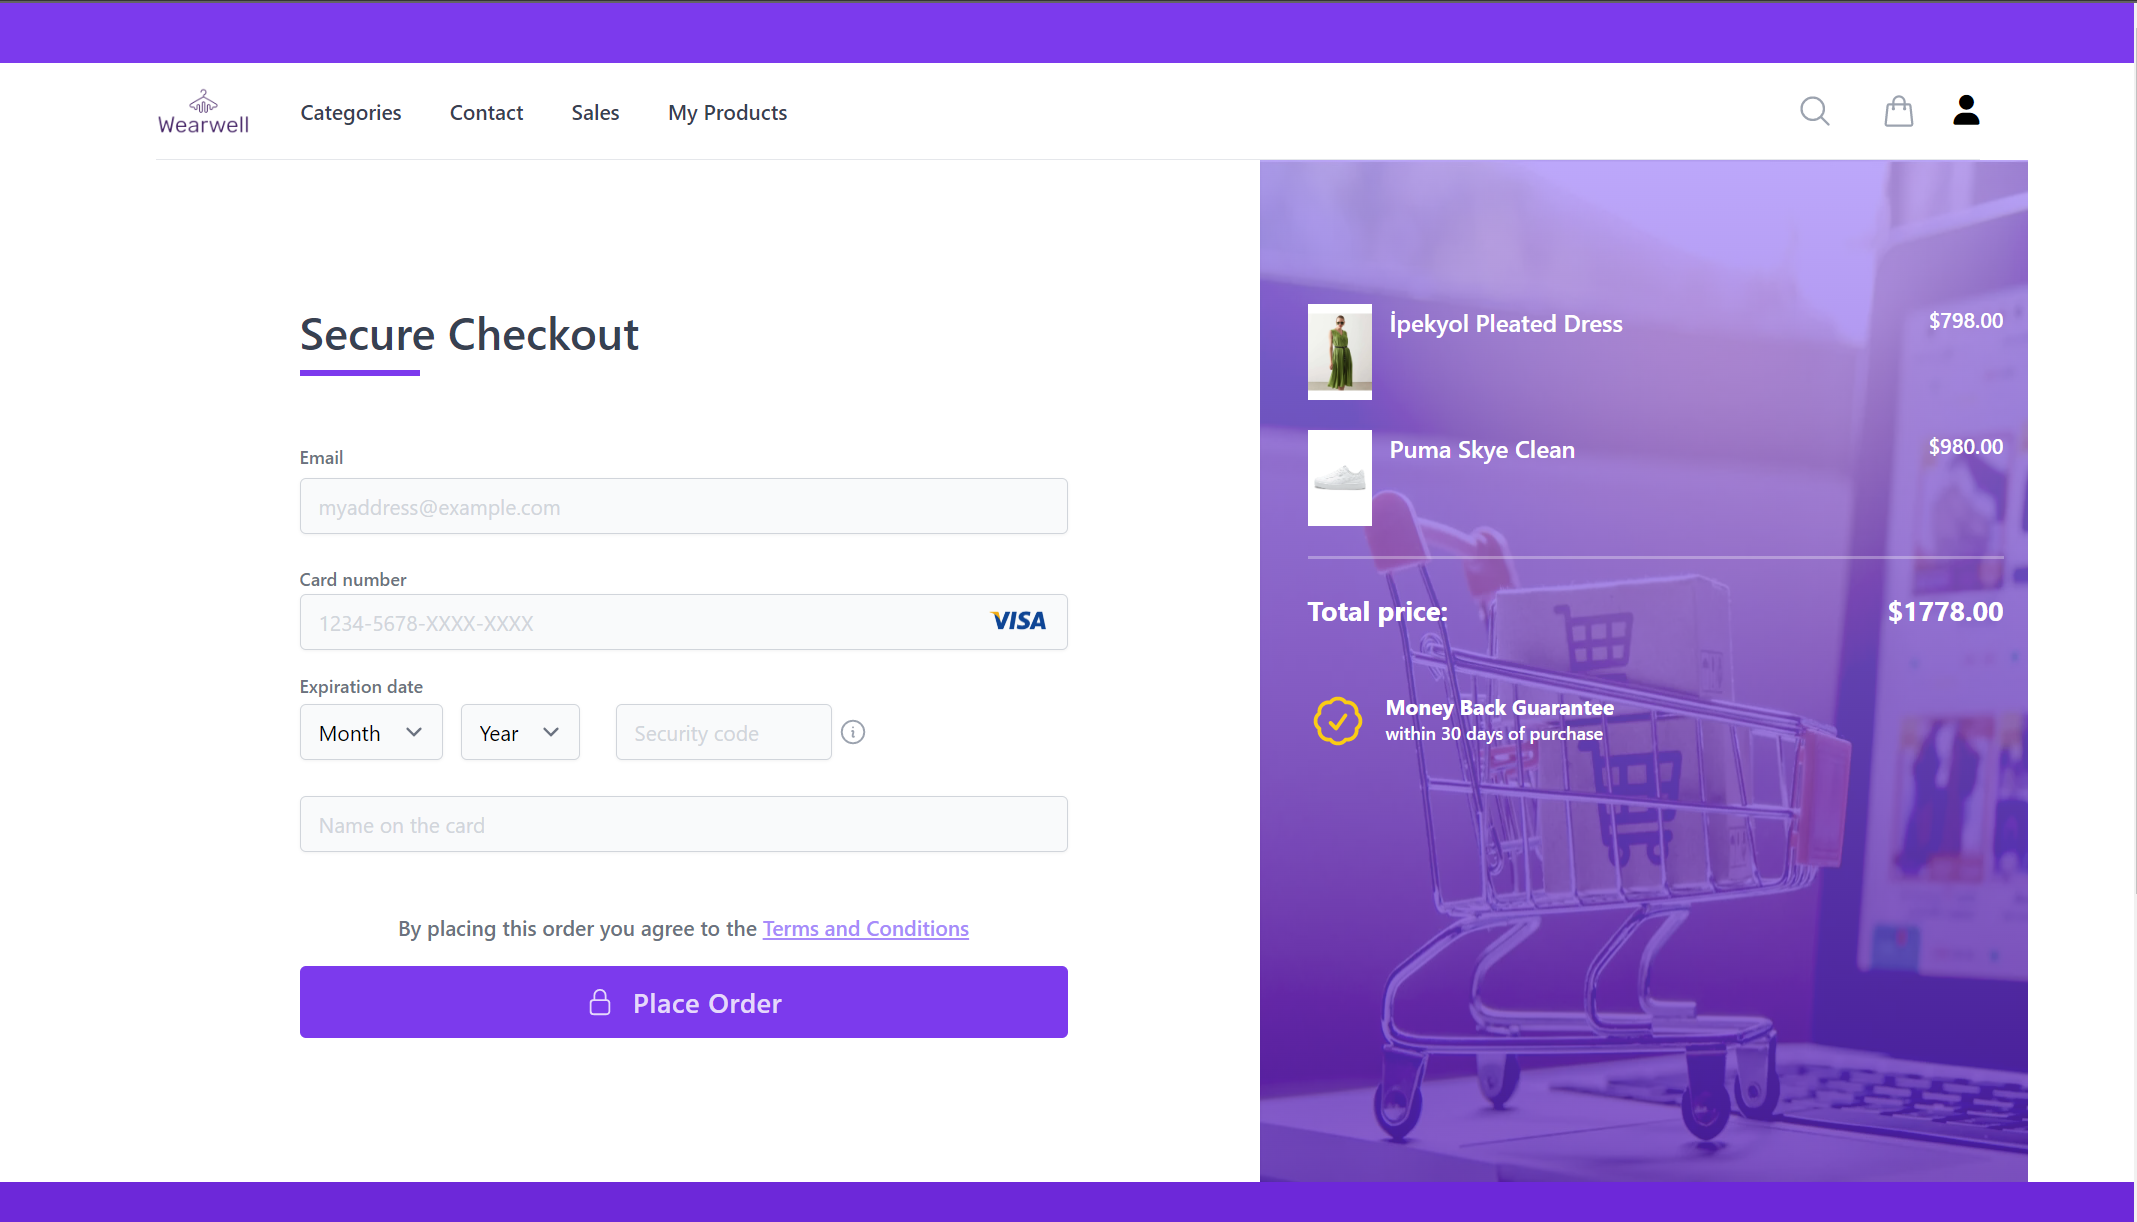 Wearwell
Categories
Contact
Sales
My Products
Secure Checkout
Email
myaddress@example.com
Card number
1234-5678-XXXX-XXXX
VISA
Expiration date
Month
Year
Security code
Name on the card
By placing this order you agree to the Terms and Conditions
Place Order
İpekyol Pleated Dress
$798.00
Puma Skye Clean
$980.00
Total price:
$1778.00
Money Back Guarantee
within 30 days of purchase